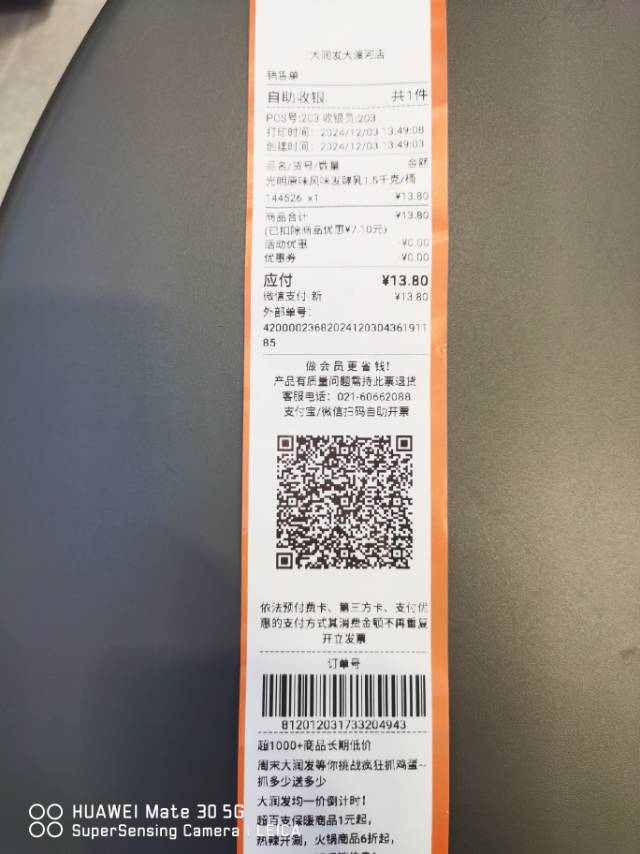 大润发大渡河店
销售单
自助收银 共1件
POS号:203 收银员:203
打印时间: 2024/12/03 13:49:08
创建时间: 2024/12/03 13:49:03
品名/货号/数量 金额
光明原味风味发酵乳1.5千克/桶
144526 x1 ¥13.80
商品合计 ¥13.80
(已扣除商品优惠¥7.10元)
活动优惠 -¥0.00
优惠券 ¥0.00
应付 ¥13.80
微信支付-新 ¥13.80
外部单号:
42000023682024120304361911
85
做会员更省钱!
产品有质量问题需持此票退货
客服电话: 021-60662088
支付宝/微信扫码自助开票
依法预付费卡、第三方卡、支付优
惠的支付方式其消费金额不再重复
开立发票
订单号
812012031733204943
超1000+商品长期低价
周末大润发等你挑战疯狂抓鸡蛋~
抓多少送多少
大润发均一价倒计时!
超百支保暖商品1元起,
热辣开涮, 火锅商品6折起,
HUAWEI Mate 30 5G
SuperSensing Camera | LEICA